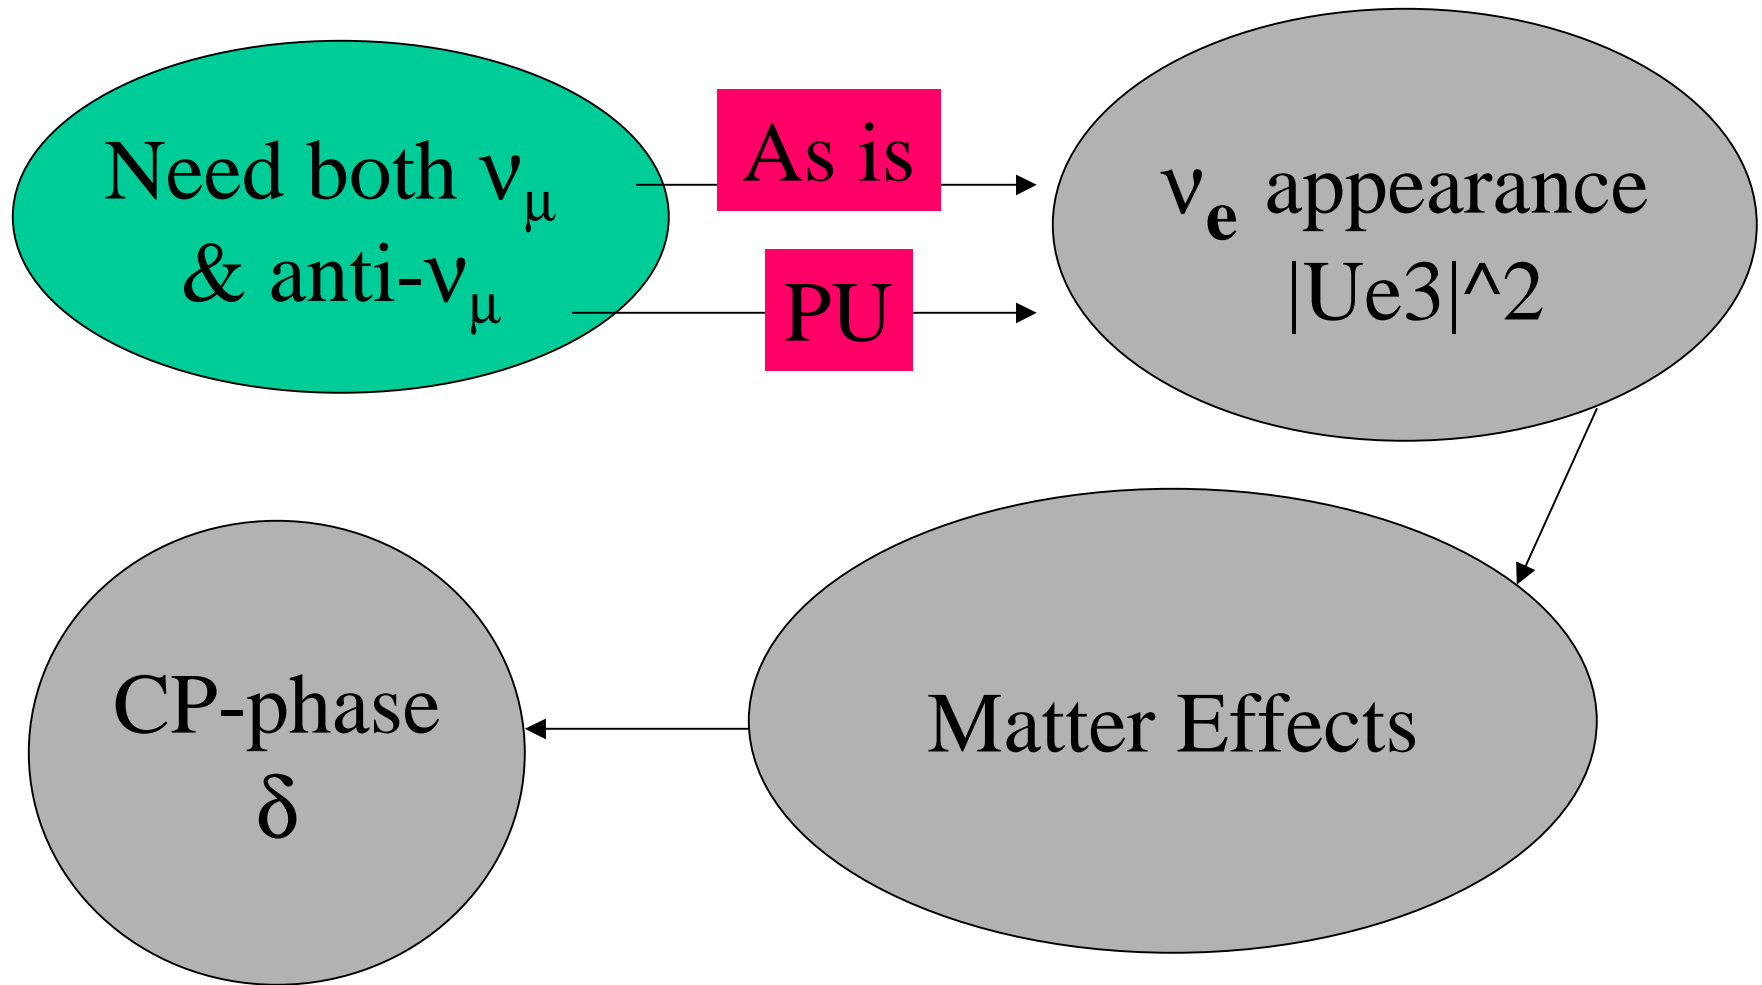 Need both νμ
& anti-νμ
As is
PU
νe appearance
|Ue3|^2
Matter Effects
CP-phase
δ